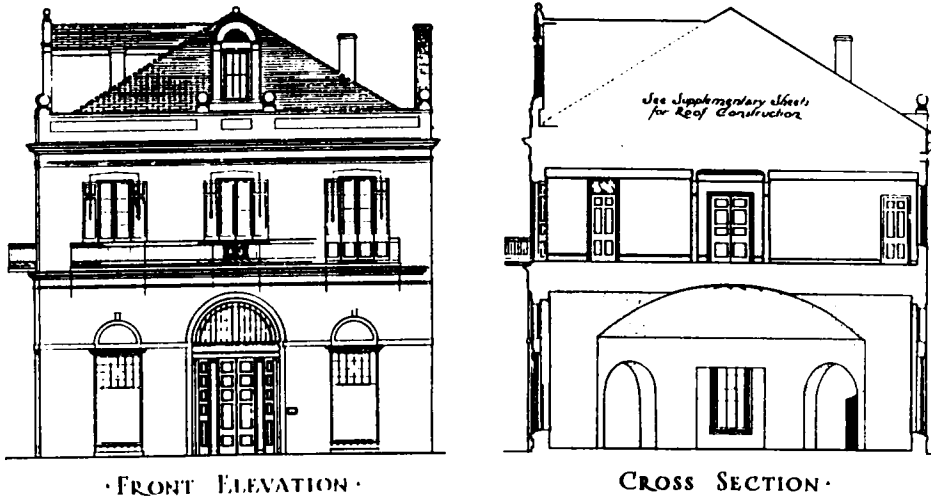 See Supplementary Sheets
for Roof Construction
· FRONT ELEVATION ·
CROSS SECTION ·